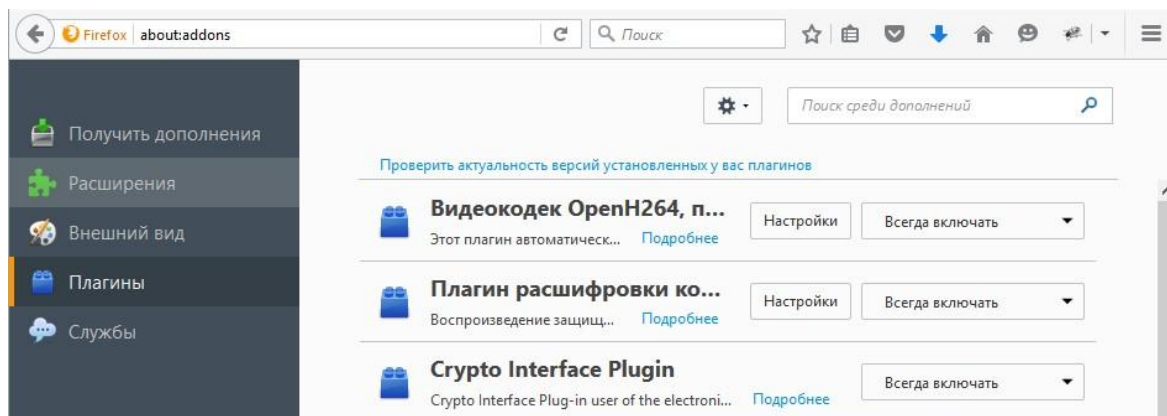 Firefox about:addons Поиск
Получить дополнения
Расширения
Внешний вид
Плагины
Службы
Поиск среди дополнений
Проверить актуальность версий установленных у вас плагинов
Видеокодек OpenH264, п...
Этот плагин автоматическ... Подробнее
Настройки
Всегда включать
Плагин расшифровки ко...
Воспроизведение защищ... Подробнее
Настройки
Всегда включать
Crypto Interface Plugin
Crypto Interface Plug-in user of the electroni... Подробнее
Всегда включать